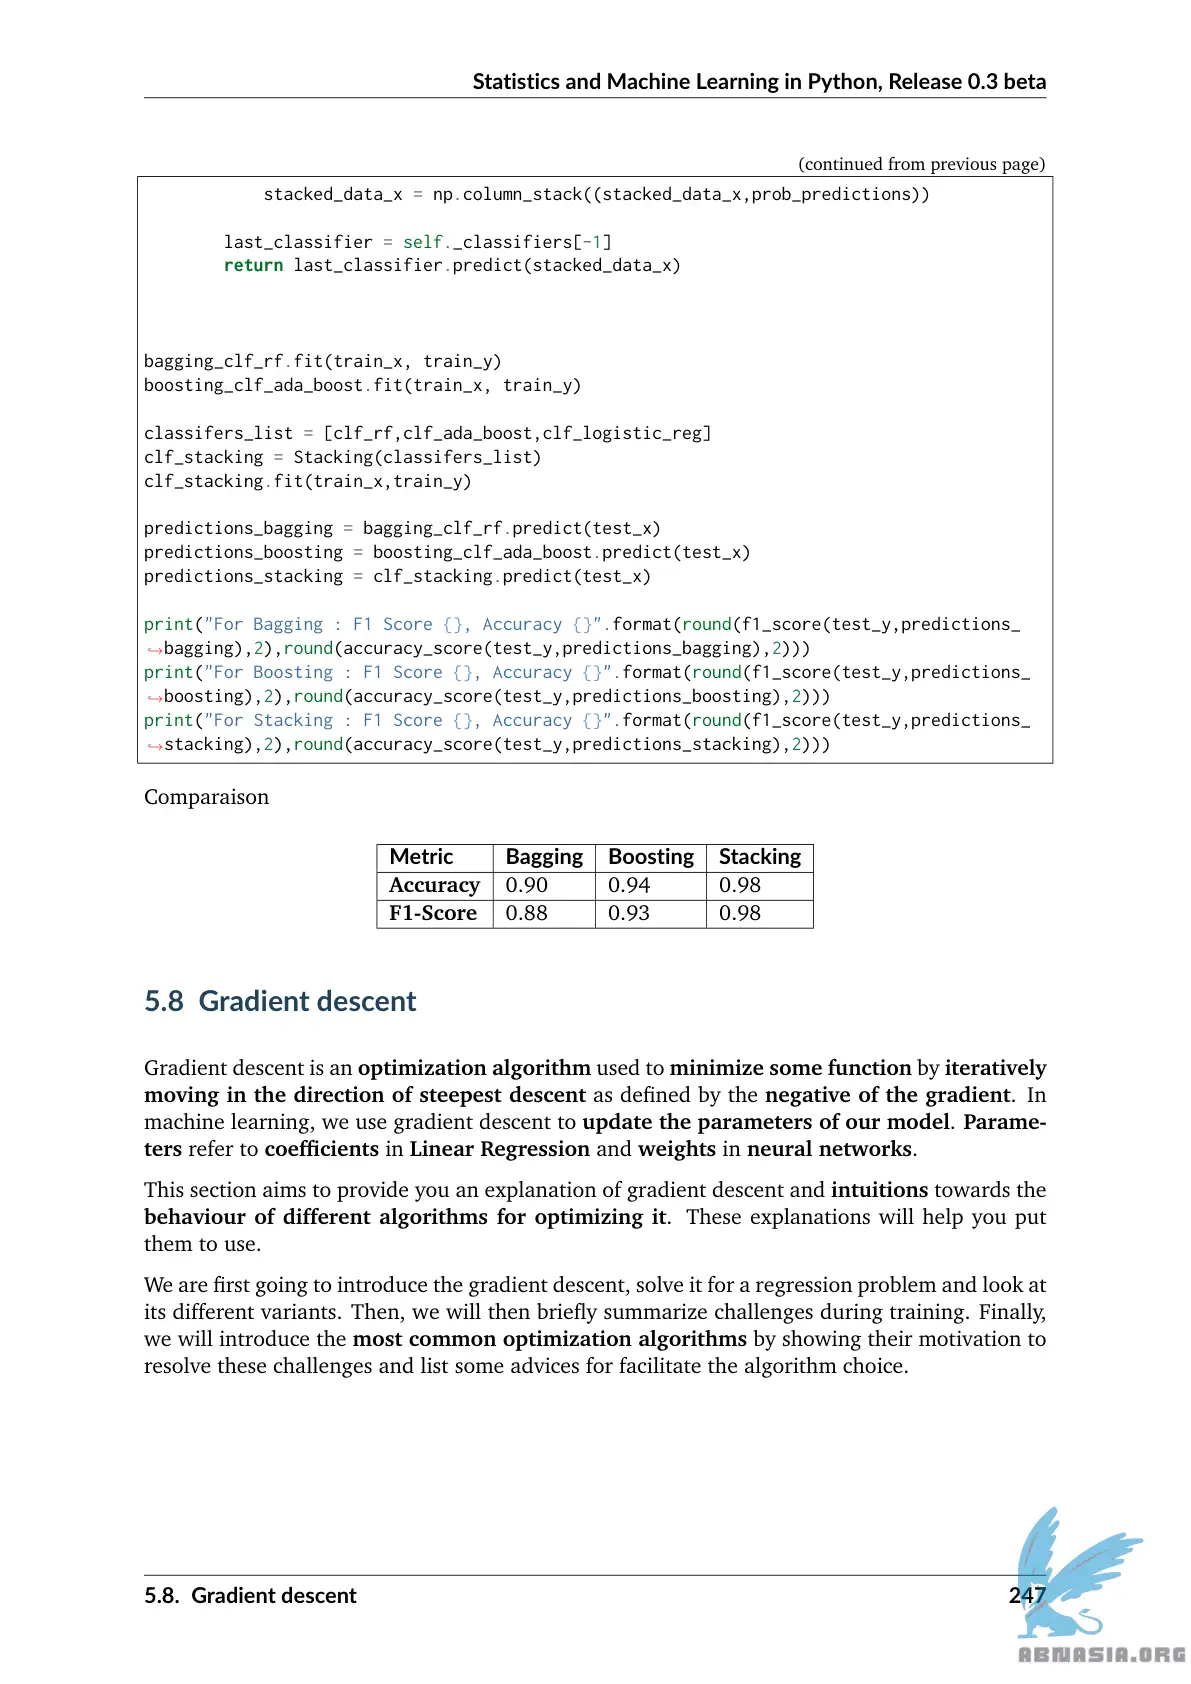 Statistics and Machine Learning in Python, Release 0.3 beta
(continued from previous page)
            stacked_data_x = np.column_stack((stacked_data_x,prob_predictions))

        last_classifier = self._classifiers[-1]
        return last_classifier.predict(stacked_data_x)

bagging_clf_rf.fit(train_x, train_y)
boosting_clf_ada_boost.fit(train_x, train_y)

classifers_list = [clf_rf,clf_ada_boost,clf_logistic_reg]
clf_stacking = Stacking(classifers_list)
clf_stacking.fit(train_x,train_y)

predictions_bagging = bagging_clf_rf.predict(test_x)
predictions_boosting = boosting_clf_ada_boost.predict(test_x)
predictions_stacking = clf_stacking.predict(test_x)

print("For Bagging : F1 Score {}, Accuracy {}".format(round(f1_score(test_y,predictions_
↪bagging),2),round(accuracy_score(test_y,predictions_bagging),2)))
print("For Boosting : F1 Score {}, Accuracy {}".format(round(f1_score(test_y,predictions_
↪boosting),2),round(accuracy_score(test_y,predictions_boosting),2)))
print("For Stacking : F1 Score {}, Accuracy {}".format(round(f1_score(test_y,predictions_
↪stacking),2),round(accuracy_score(test_y,predictions_stacking),2)))
Comparaison
Metric Bagging Boosting Stacking
Accuracy 0.90 0.94 0.98
F1-Score 0.88 0.93 0.98
5.8 Gradient descent
Gradient descent is an optimization algorithm used to minimize some function by iteratively
moving in the direction of steepest descent as defined by the negative of the gradient. In
machine learning, we use gradient descent to update the parameters of our model. Parame-
ters refer to coefficients in Linear Regression and weights in neural networks.
This section aims to provide you an explanation of gradient descent and intuitions towards the
behaviour of different algorithms for optimizing it. These explanations will help you put
them to use.
We are first going to introduce the gradient descent, solve it for a regression problem and look at
its different variants. Then, we will then briefly summarize challenges during training. Finally,
we will introduce the most common optimization algorithms by showing their motivation to
resolve these challenges and list some advices for facilitate the algorithm choice.
5.8. Gradient descent 247
ABNASIA.ORG